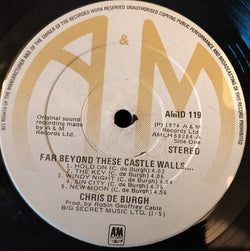 ALL RIGHTS OF THE MANUFACTURER AND OF THE OWNER OF THE RECORDED WORK RESERVED
UNAUTHORISED PUBLIC PERFORMANCE AND BROADCASTING OF THIS RECORD PROHIBITED
A&M
Original sound
recording made
by A & M
Records Ltd.
AMID 119
℗ 1974 A & M
Records Ltd.
Side One
STEREO
FAR BEYOND THESE CASTLE WALLS....
1. HOLD ON (C. de Burgh)
2. THE KEY (C. de Burgh)
3. WINDY NIGHT (C. de Burgh)
4. SIN CITY (C. de Burgh)
5. NEW MOON (C. de Burgh)
CHRIS DE BURGH
Prod. by Robin Geoffrey Cable
BIG SECRET MUSIC LTD. (1-5)
A&M